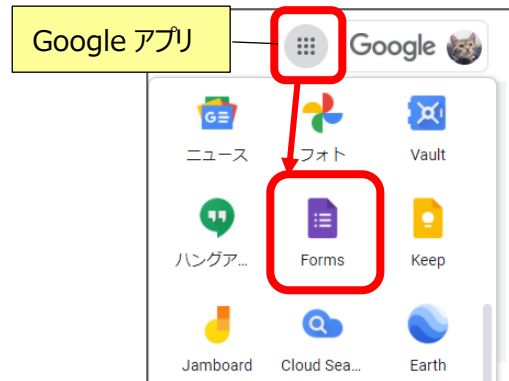 Google アプリ
Google
GE
ニュース
フォト
Vault
ハングア...
Forms
Keep
Jamboard
Cloud Sea...
Earth